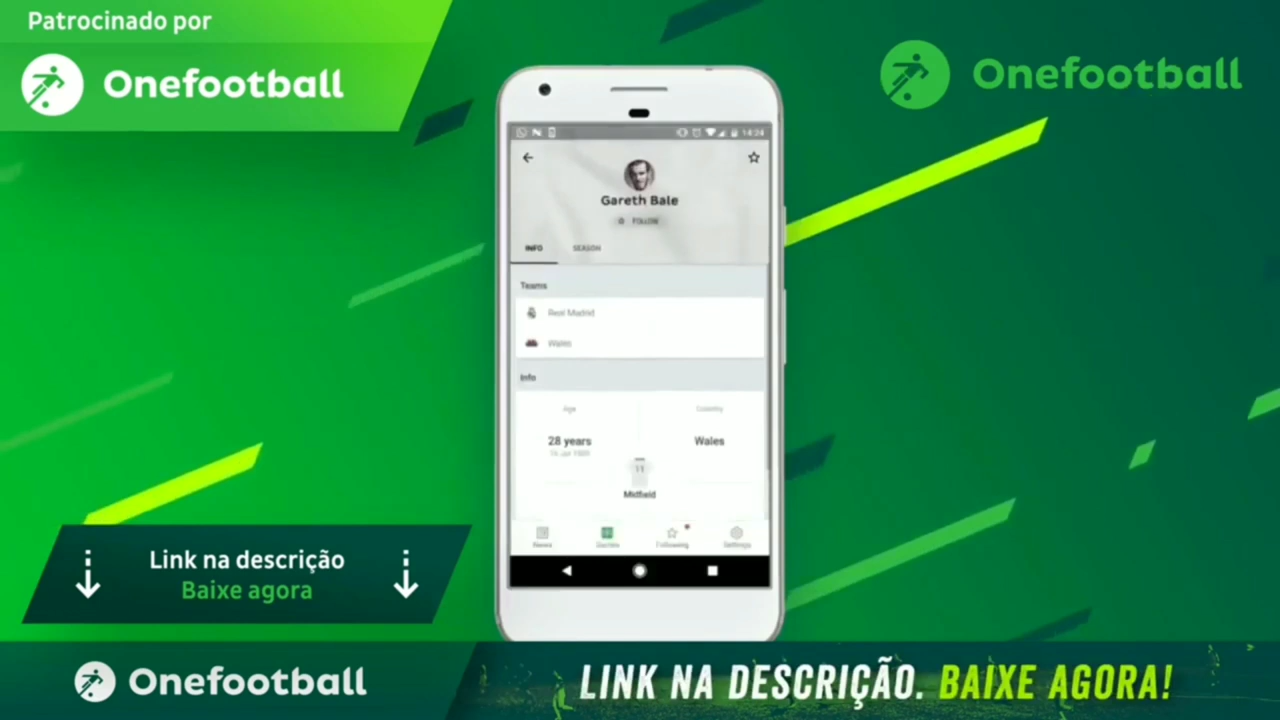 Patrocinado por
Onefootball
Onefootball
14:24
Gareth Bale
FOLLOW
INFO
SEASON
Teams
Real Madrid
Wales
Info
Age
Country
28 years
Wales
11
Midfield
News
Following
Settings
Link na descrição
Baixe agora
Onefootball
LINK NA DESCRIÇÃO. BAIXE AGORA!